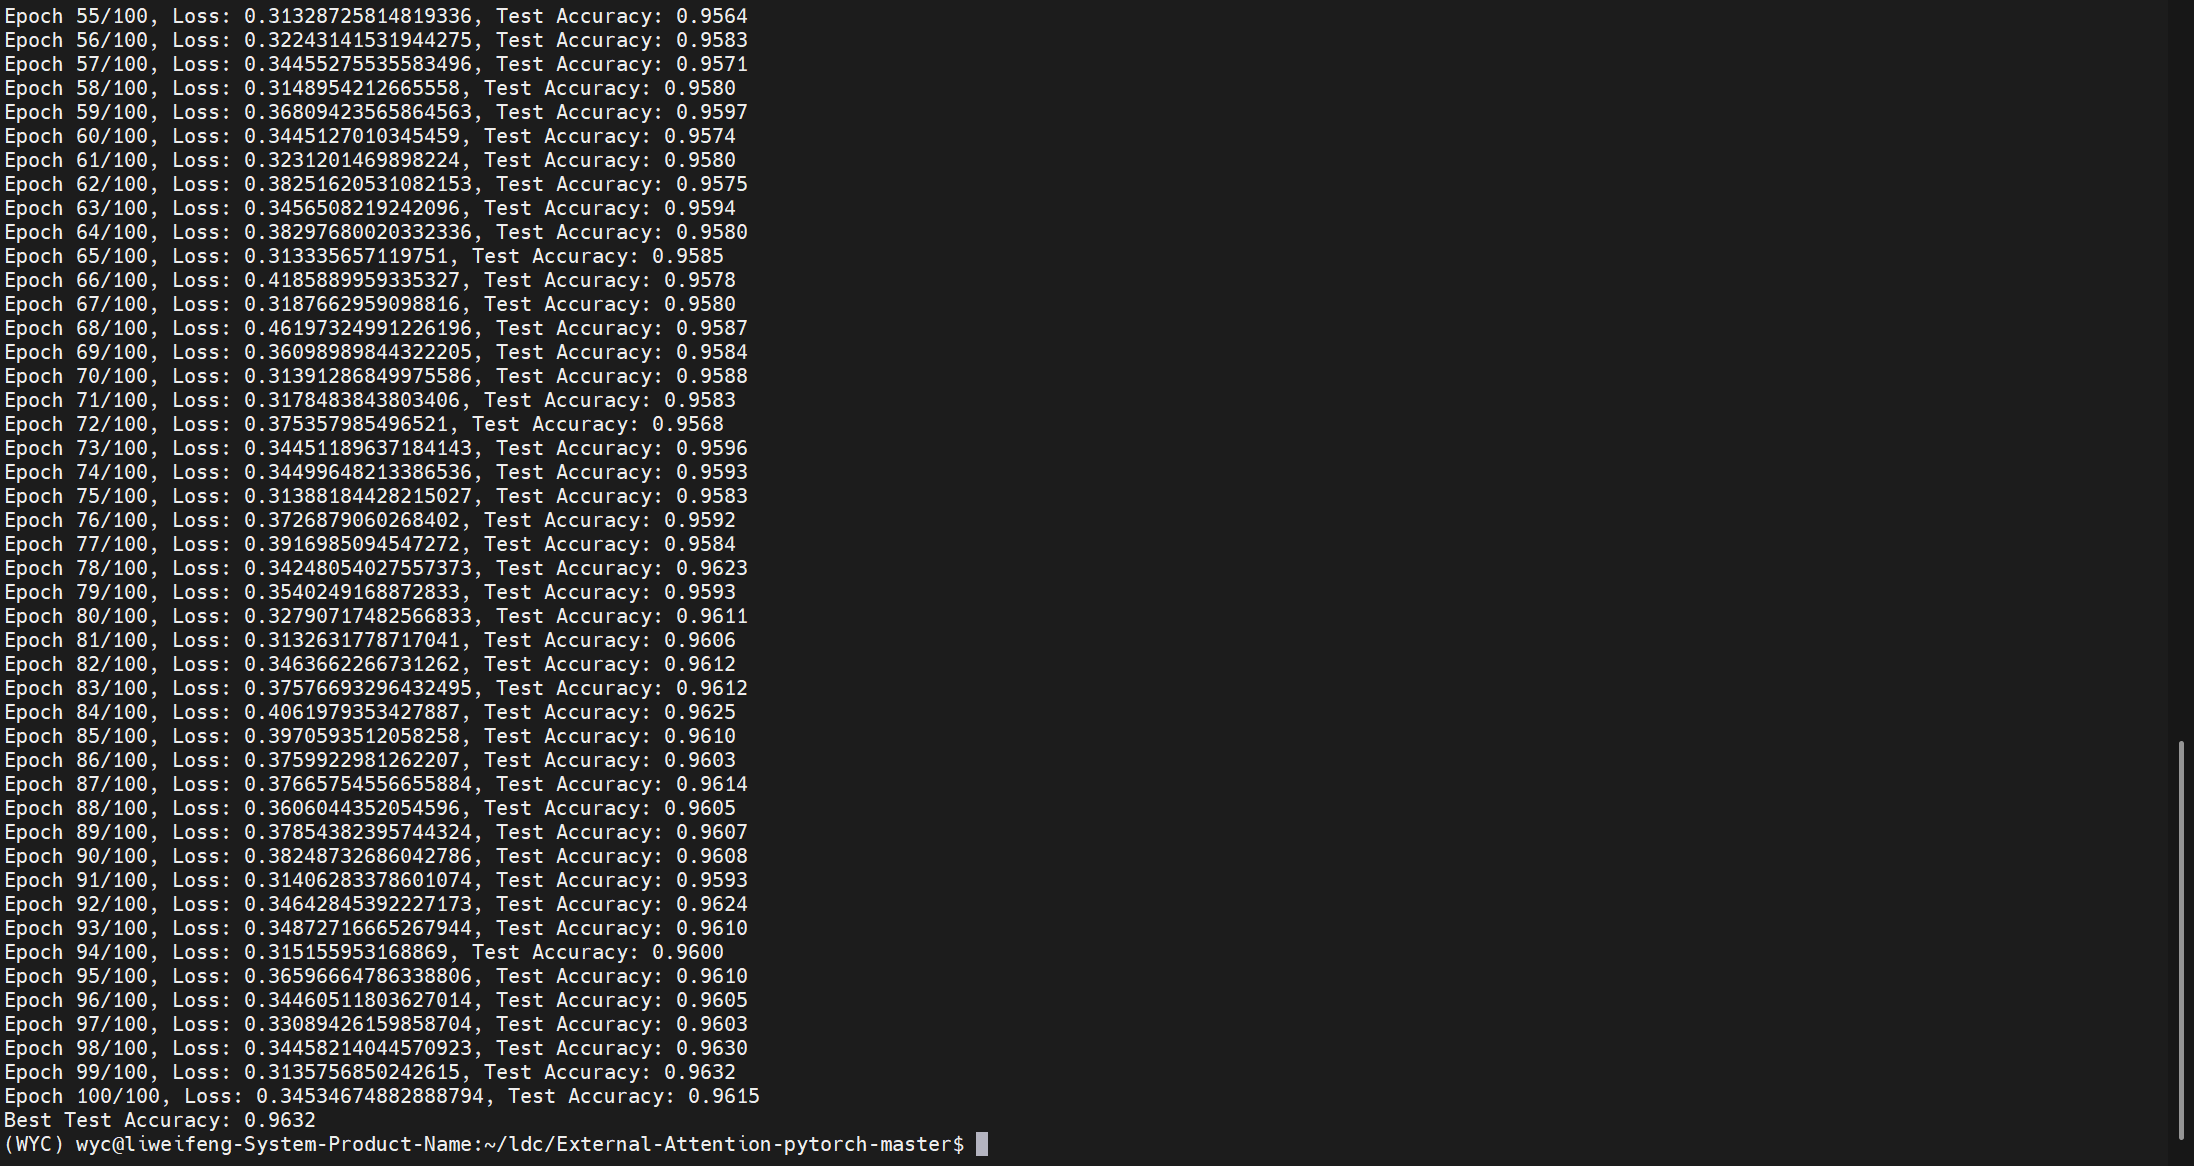 Epoch 55/100, Loss: 0.31328725814819336, Test Accuracy: 0.9564
Epoch 56/100, Loss: 0.32243141531944275, Test Accuracy: 0.9583
Epoch 57/100, Loss: 0.34455275535583496, Test Accuracy: 0.9571
Epoch 58/100, Loss: 0.3148954212665558, Test Accuracy: 0.9580
Epoch 59/100, Loss: 0.36809423565864563, Test Accuracy: 0.9597
Epoch 60/100, Loss: 0.3445127010345459, Test Accuracy: 0.9574
Epoch 61/100, Loss: 0.3231201469898224, Test Accuracy: 0.9580
Epoch 62/100, Loss: 0.38251620531082153, Test Accuracy: 0.9575
Epoch 63/100, Loss: 0.3456508219242096, Test Accuracy: 0.9594
Epoch 64/100, Loss: 0.38297680020332336, Test Accuracy: 0.9580
Epoch 65/100, Loss: 0.313335657119751, Test Accuracy: 0.9585
Epoch 66/100, Loss: 0.4185889959335327, Test Accuracy: 0.9578
Epoch 67/100, Loss: 0.3187662959098816, Test Accuracy: 0.9580
Epoch 68/100, Loss: 0.46197324991226196, Test Accuracy: 0.9587
Epoch 69/100, Loss: 0.36098989844322205, Test Accuracy: 0.9584
Epoch 70/100, Loss: 0.31391286849975586, Test Accuracy: 0.9588
Epoch 71/100, Loss: 0.3178483843803406, Test Accuracy: 0.9583
Epoch 72/100, Loss: 0.375357985496521, Test Accuracy: 0.9568
Epoch 73/100, Loss: 0.34451189637184143, Test Accuracy: 0.9596
Epoch 74/100, Loss: 0.34499648213386536, Test Accuracy: 0.9593
Epoch 75/100, Loss: 0.31388184428215027, Test Accuracy: 0.9583
Epoch 76/100, Loss: 0.3726879060268402, Test Accuracy: 0.9592
Epoch 77/100, Loss: 0.3916985094547272, Test Accuracy: 0.9584
Epoch 78/100, Loss: 0.34248054027557373, Test Accuracy: 0.9623
Epoch 79/100, Loss: 0.3540249168872833, Test Accuracy: 0.9593
Epoch 80/100, Loss: 0.32790717482566833, Test Accuracy: 0.9611
Epoch 81/100, Loss: 0.3132631778717041, Test Accuracy: 0.9606
Epoch 82/100, Loss: 0.3463662266731262, Test Accuracy: 0.9612
Epoch 83/100, Loss: 0.37576693296432495, Test Accuracy: 0.9612
Epoch 84/100, Loss: 0.4061979353427887, Test Accuracy: 0.9625
Epoch 85/100, Loss: 0.3970593512058258, Test Accuracy: 0.9610
Epoch 86/100, Loss: 0.3759922981262207, Test Accuracy: 0.9603
Epoch 87/100, Loss: 0.37665754556655884, Test Accuracy: 0.9614
Epoch 88/100, Loss: 0.3606044352054596, Test Accuracy: 0.9605
Epoch 89/100, Loss: 0.37854382395744324, Test Accuracy: 0.9607
Epoch 90/100, Loss: 0.38248732686042786, Test Accuracy: 0.9608
Epoch 91/100, Loss: 0.31406283378601074, Test Accuracy: 0.9593
Epoch 92/100, Loss: 0.34642845392227173, Test Accuracy: 0.9624
Epoch 93/100, Loss: 0.34872716665267944, Test Accuracy: 0.9610
Epoch 94/100, Loss: 0.315155953168869, Test Accuracy: 0.9600
Epoch 95/100, Loss: 0.36596664786338806, Test Accuracy: 0.9610
Epoch 96/100, Loss: 0.34460511803627014, Test Accuracy: 0.9605
Epoch 97/100, Loss: 0.33089426159858704, Test Accuracy: 0.9603
Epoch 98/100, Loss: 0.34458214044570923, Test Accuracy: 0.9630
Epoch 99/100, Loss: 0.3135756850242615, Test Accuracy: 0.9632
Epoch 100/100, Loss: 0.34534674882888794, Test Accuracy: 0.9615
Best Test Accuracy: 0.9632
(WYC) wyc@liweifeng-System-Product-Name:~/ldc/External-Attention-pytorch-master$